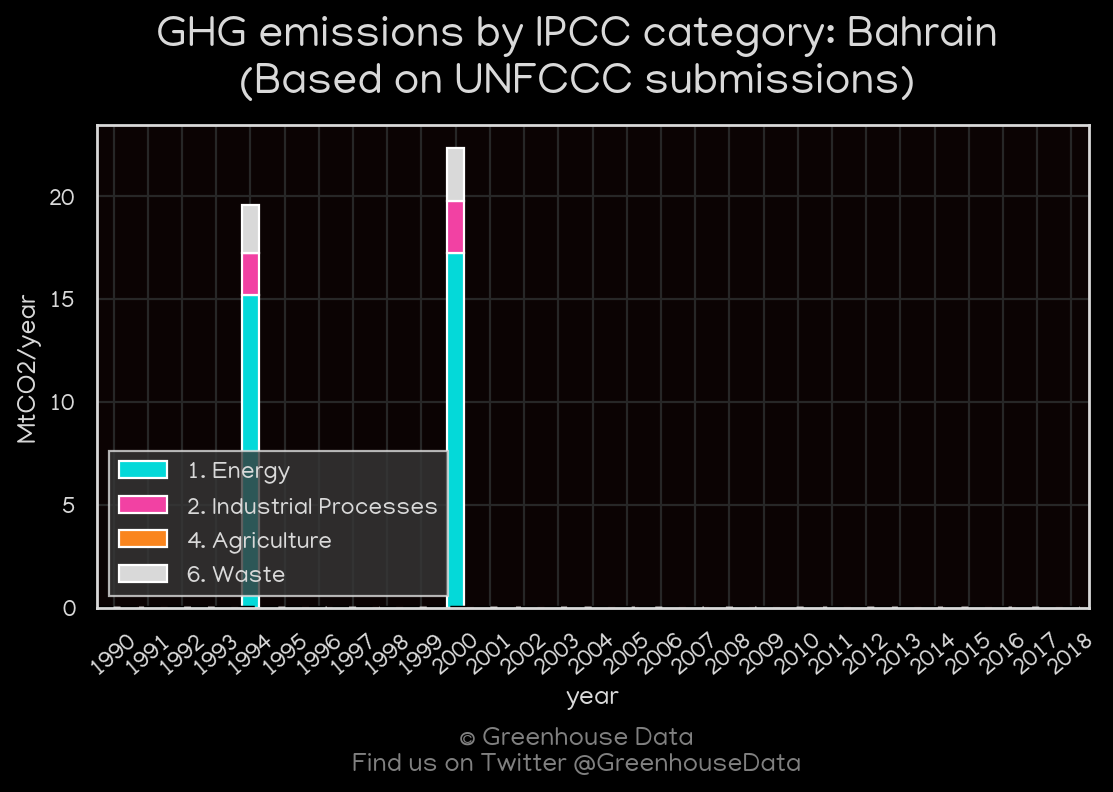 GHG emissions by IPCC category: Bahrain
(Based on UNFCCC submissions)
MtCO2/year
20
15
10
5
0
1. Energy
2. Industrial Processes
4. Agriculture
6. Waste
1990 1991 1992 1993 1994 1995 1996 1997 1998 1999 2000 2001 2002 2003 2004 2005 2006 2007 2008 2009 2010 2011 2012 2013 2014 2015 2016 2017 2018
year
© Greenhouse Data
Find us on Twitter @GreenhouseData